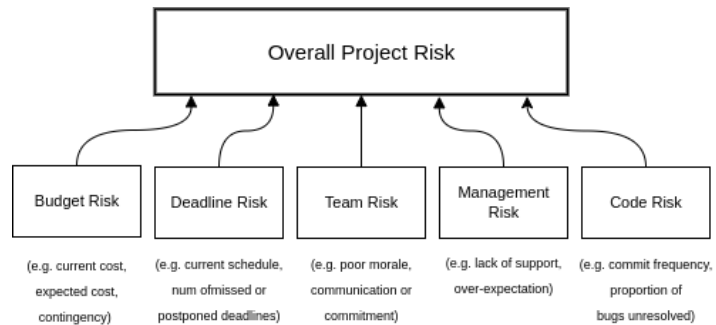 Overall Project Risk
Budget Risk
Deadline Risk
Team Risk
Management
Risk
Code Risk
(e.g. current cost,
expected cost,
contingency)
(e.g. current schedule,
num ofmissed or
postponed deadlines)
(e.g. poor morale,
communication or
commitment)
(e.g. lack of support,
over-expectation)
(e.g. commit frequency,
proportion of
bugs unresolved)